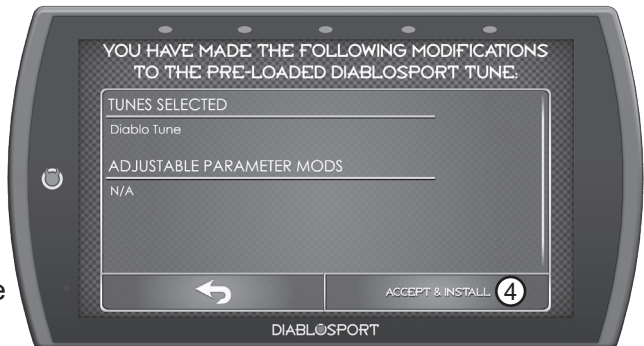 YOU HAVE MADE THE FOLLOWING MODIFICATIONS
TO THE PRE-LOADED DIABLOSPORT TUNE:
TUNES SELECTED
Diablo Tune
ADJUSTABLE PARAMETER MODS
N/A
e
ACCEPT & INSTALL 4
DIABLOSPORT